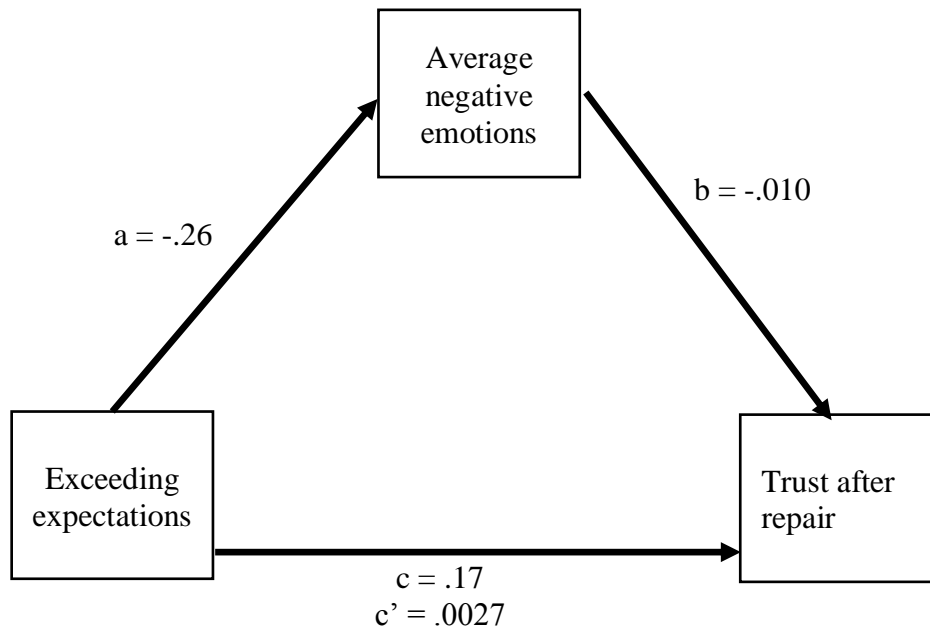 Average
negative
emotions
b = -.010
a = -.26
Exceeding
expectations
Trust after
repair
c = .17
c’ = .0027